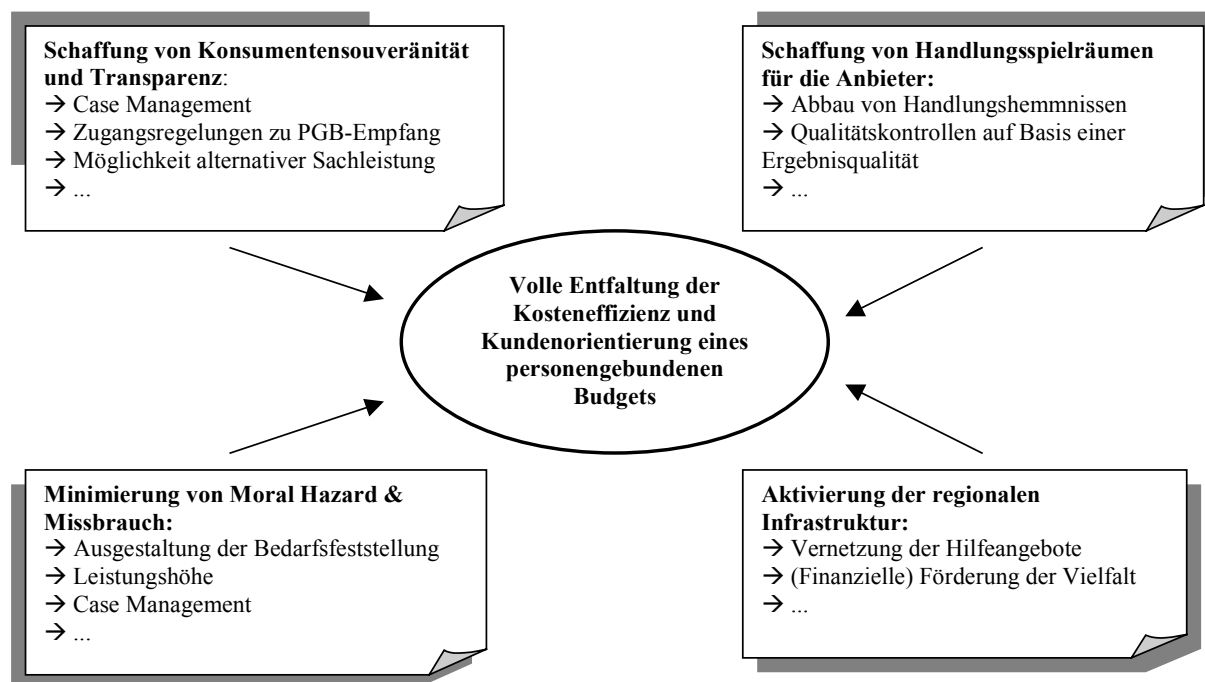 Schaffung von Konsumentensouveränität
und Transparenz:
→ Case Management
→ Zugangsregelungen zu PGB-Empfang
→ Möglichkeit alternativer Sachleistung
→ ...
Schaffung von Handlungsspielräumen
für die Anbieter:
→ Abbau von Handlungshemmnissen
→ Qualitätskontrollen auf Basis einer
Ergebnisqualität
→ ...
Volle Entfaltung der
Kosteneffizienz und
Kundenorientierung eines
personengebundenen
Budgets
Minimierung von Moral Hazard &
Missbrauch:
→ Ausgestaltung der Bedarfsfeststellung
→ Leistungshöhe
→ Case Management
→ ...
Aktivierung der regionalen
Infrastruktur:
→ Vernetzung der Hilfeangebote
→ (Finanzielle) Förderung der Vielfalt
→ ...